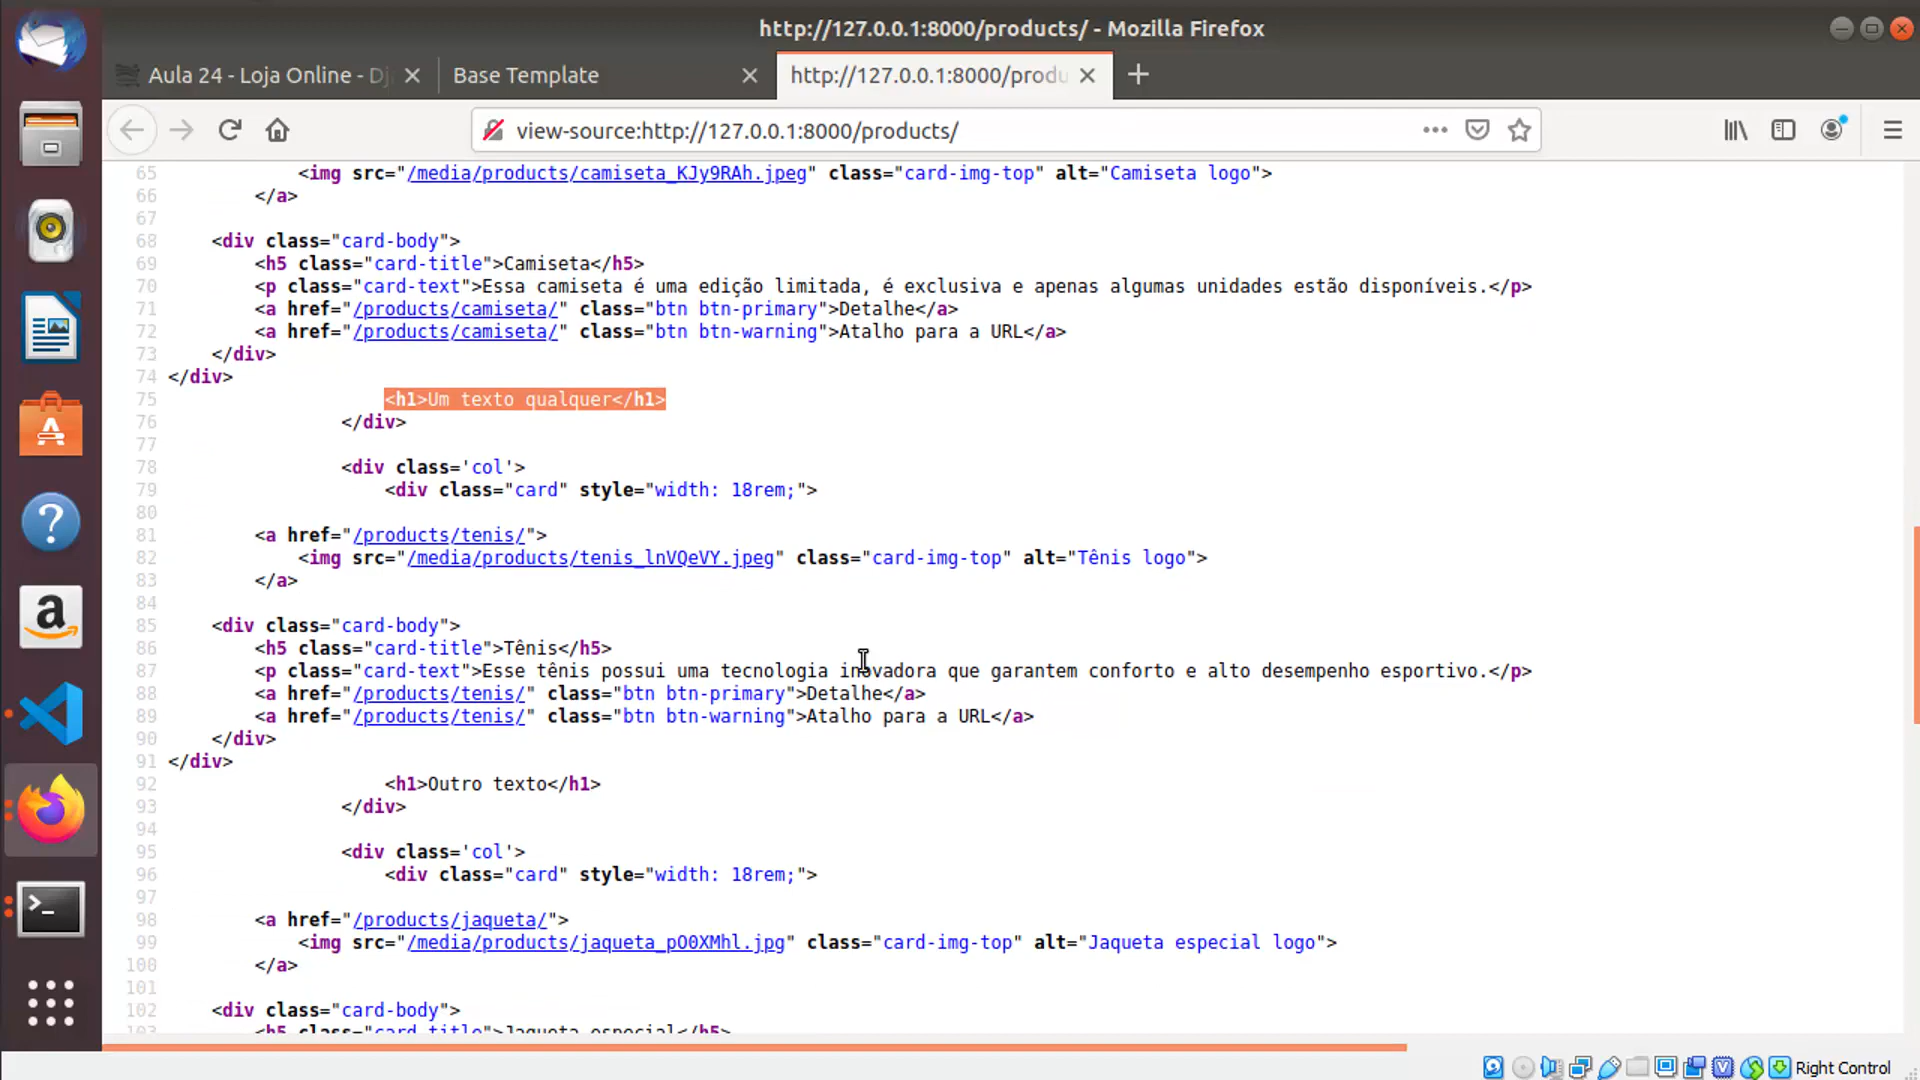 http://127.0.0.1:8000/products/ - Mozilla Firefox
Aula 24 - Loja Online - Dj
Base Template
http://127.0.0.1:8000/produ
view-source:http://127.0.0.1:8000/products/
65 <img src="/media/products/camiseta_KJy9RAh.jpeg" class="card-img-top" alt="Camiseta logo">
66 </a>
67
68 <div class="card-body">
69 <h5 class="card-title">Camiseta</h5>
70 <p class="card-text">Essa camiseta é uma edição limitada, é exclusiva e apenas algumas unidades estão disponíveis.</p>
71 <a href="/products/camiseta/" class="btn btn-primary">Detalhe</a>
72 <a href="/products/camiseta/" class="btn btn-warning">Atalho para a URL</a>
73 </div>
74 </div>
75 <h1>Um texto qualquer</h1>
76 </div>
77
78 <div class='col'>
79 <div class="card" style="width: 18rem;">
80
81 <a href="/products/tenis/">
82 <img src="/media/products/tenis_lnVQeVY.jpeg" class="card-img-top" alt="Tênis logo">
83 </a>
84
85 <div class="card-body">
86 <h5 class="card-title">Tênis</h5>
87 <p class="card-text">Esse tênis possui uma tecnologia inovadora que garantem conforto e alto desempenho esportivo.</p>
88 <a href="/products/tenis/" class="btn btn-primary">Detalhe</a>
89 <a href="/products/tenis/" class="btn btn-warning">Atalho para a URL</a>
90 </div>
91 </div>
92 <h1>Outro texto</h1>
93 </div>
94
95 <div class='col'>
96 <div class="card" style="width: 18rem;">
97
98 <a href="/products/jaqueta/">
99 <img src="/media/products/jaqueta_pO0XMhl.jpg" class="card-img-top" alt="Jaqueta especial logo">
100 </a>
101
102 <div class="card-body">
103 <h5 class="card-title">Jaqueta especial</h5>
Right Control